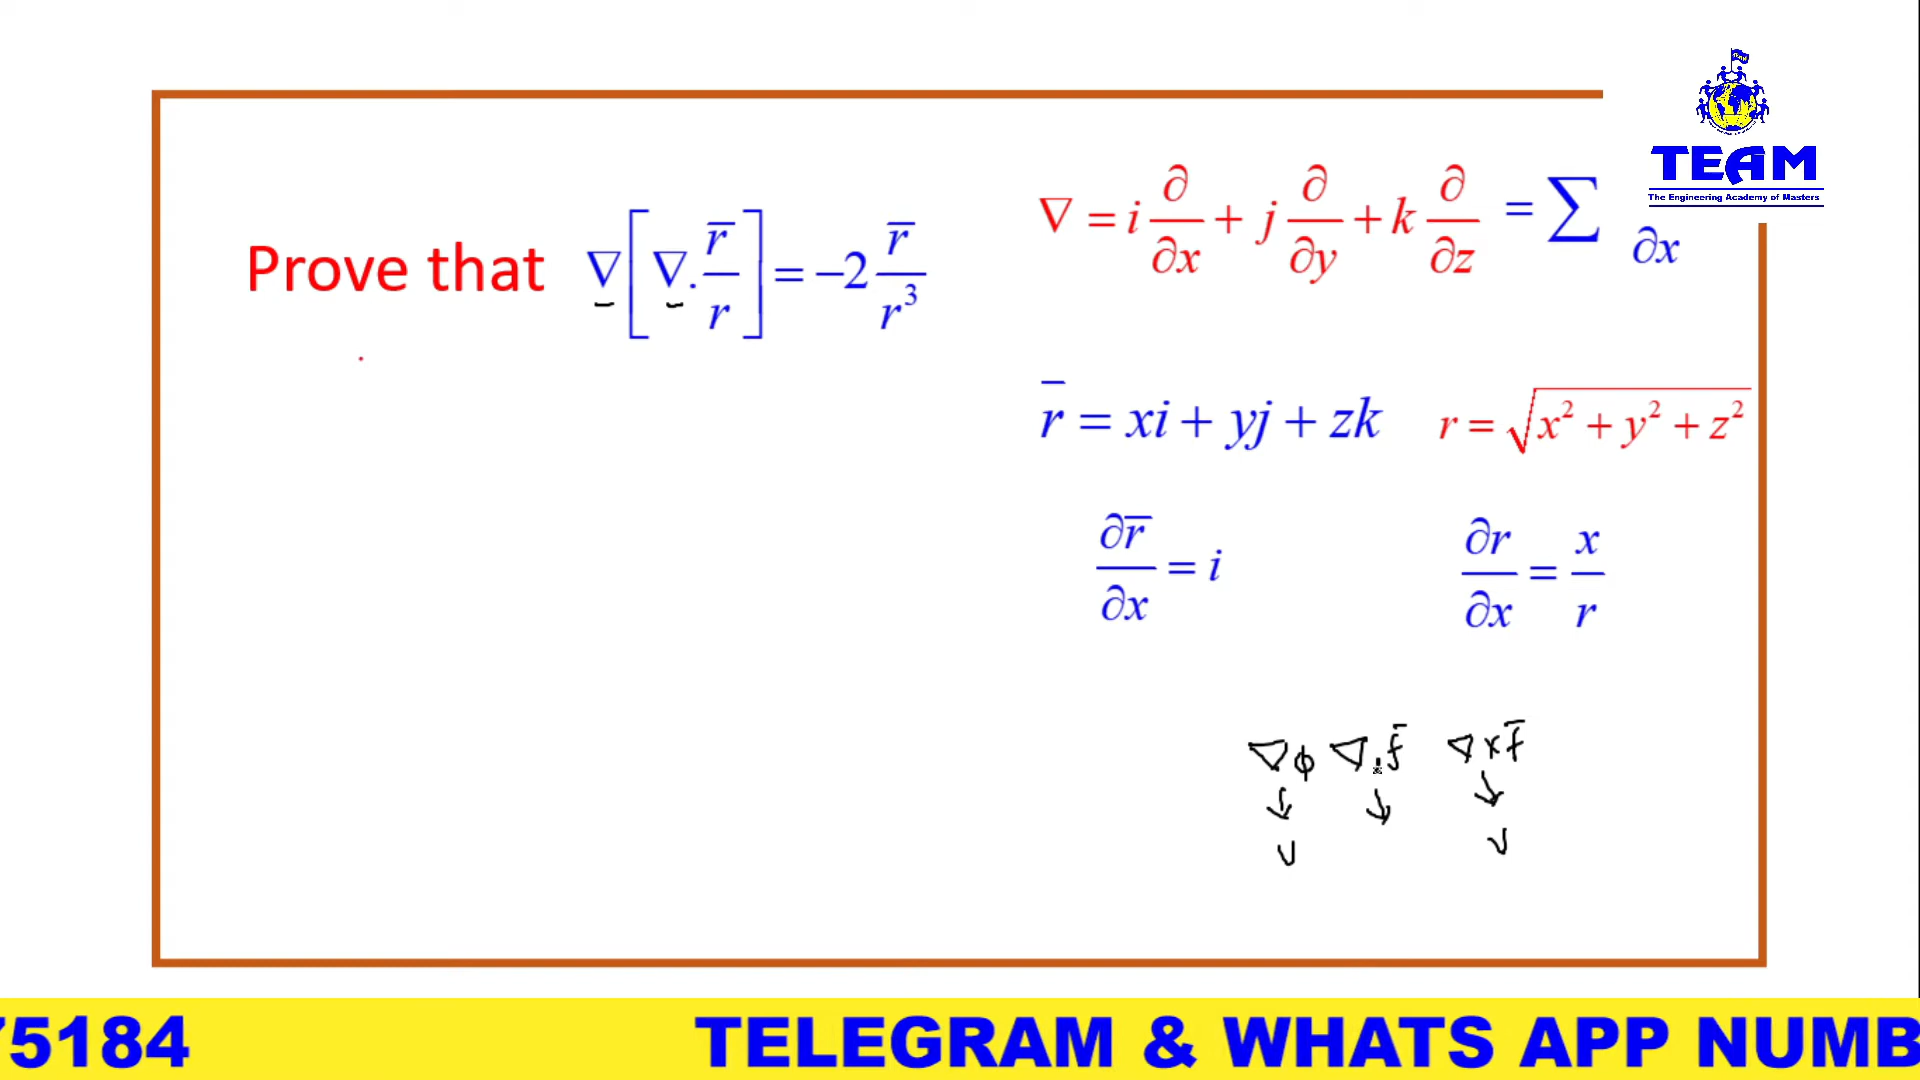 TEAM
The Engineering Academy of Masters
Prove that ∇[∇.r̅/r] = −2 r̅/r³
∇ = i ∂/∂x + j ∂/∂y + k ∂/∂z = ∑ ∂x
r̅ = xi + yj + zk
r = √(x² + y² + z²)
∂r̅/∂x = i
∂r/∂x = x/r
∇ϕ ∇.f̅ ∇×f̅
↓ ↓ ↓
V V
75184 TELEGRAM & WHATS APP NUMB